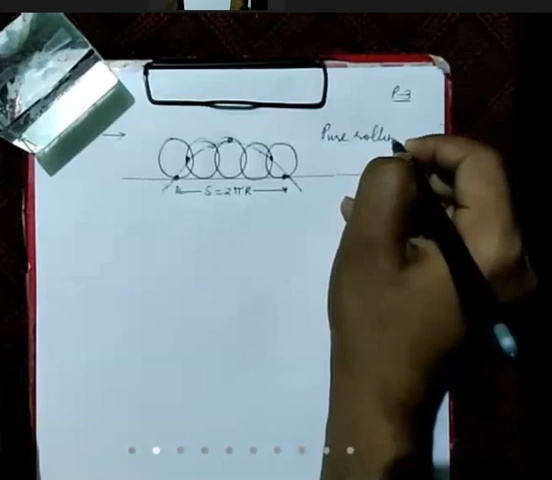 P-3
Pure rollin
S = 2πR